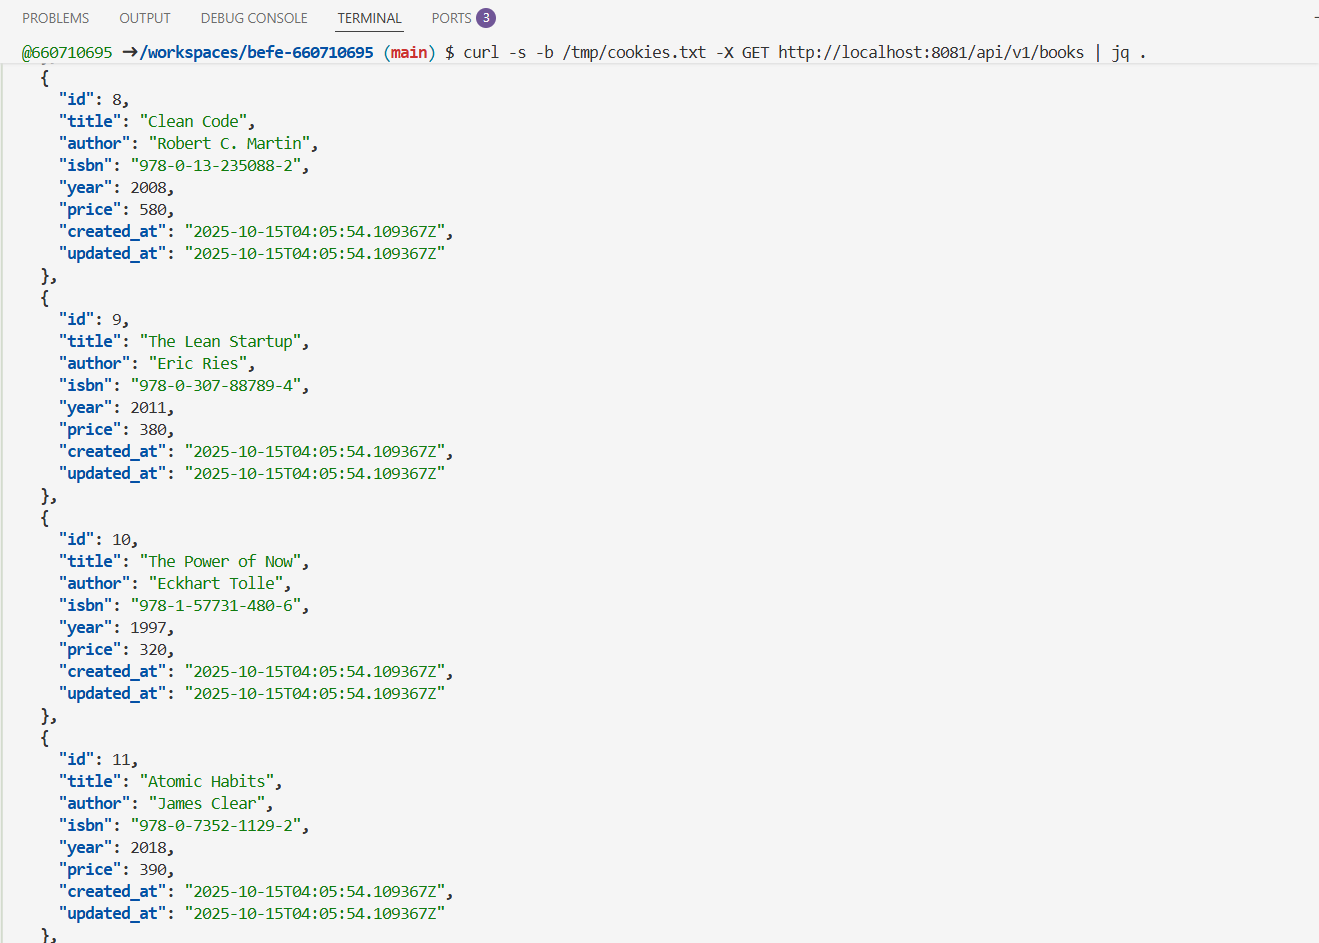 PROBLEMS OUTPUT DEBUG CONSOLE TERMINAL PORTS 3
@660710695 →/workspaces/befe-660710695 (main) $ curl -s -b /tmp/cookies.txt -X GET http://localhost:8081/api/v1/books | jq .
{
"id": 8,
"title": "Clean Code",
"author": "Robert C. Martin",
"isbn": "978-0-13-235088-2",
"year": 2008,
"price": 580,
"created_at": "2025-10-15T04:05:54.109367Z",
"updated_at": "2025-10-15T04:05:54.109367Z"
},
{
"id": 9,
"title": "The Lean Startup",
"author": "Eric Ries",
"isbn": "978-0-307-88789-4",
"year": 2011,
"price": 380,
"created_at": "2025-10-15T04:05:54.109367Z",
"updated_at": "2025-10-15T04:05:54.109367Z"
},
{
"id": 10,
"title": "The Power of Now",
"author": "Eckhart Tolle",
"isbn": "978-1-57731-480-6",
"year": 1997,
"price": 320,
"created_at": "2025-10-15T04:05:54.109367Z",
"updated_at": "2025-10-15T04:05:54.109367Z"
},
{
"id": 11,
"title": "Atomic Habits",
"author": "James Clear",
"isbn": "978-0-7352-1129-2",
"year": 2018,
"price": 390,
"created_at": "2025-10-15T04:05:54.109367Z",
"updated_at": "2025-10-15T04:05:54.109367Z"
},